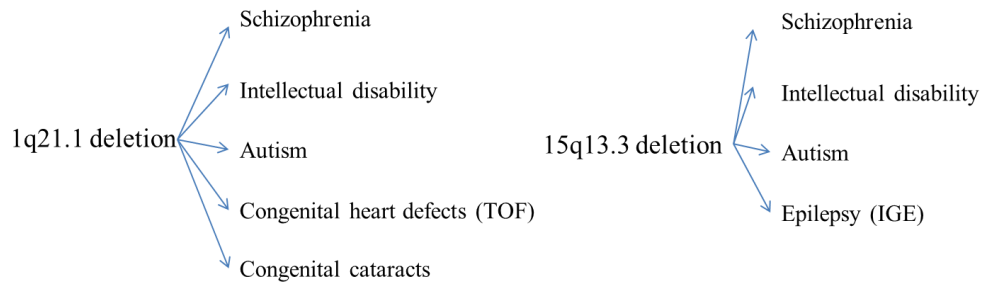 1q21.1 deletion
Schizophrenia
Intellectual disability
Autism
Congenital heart defects (TOF)
Congenital cataracts
15q13.3 deletion
Schizophrenia
Intellectual disability
Autism
Epilepsy (IGE)